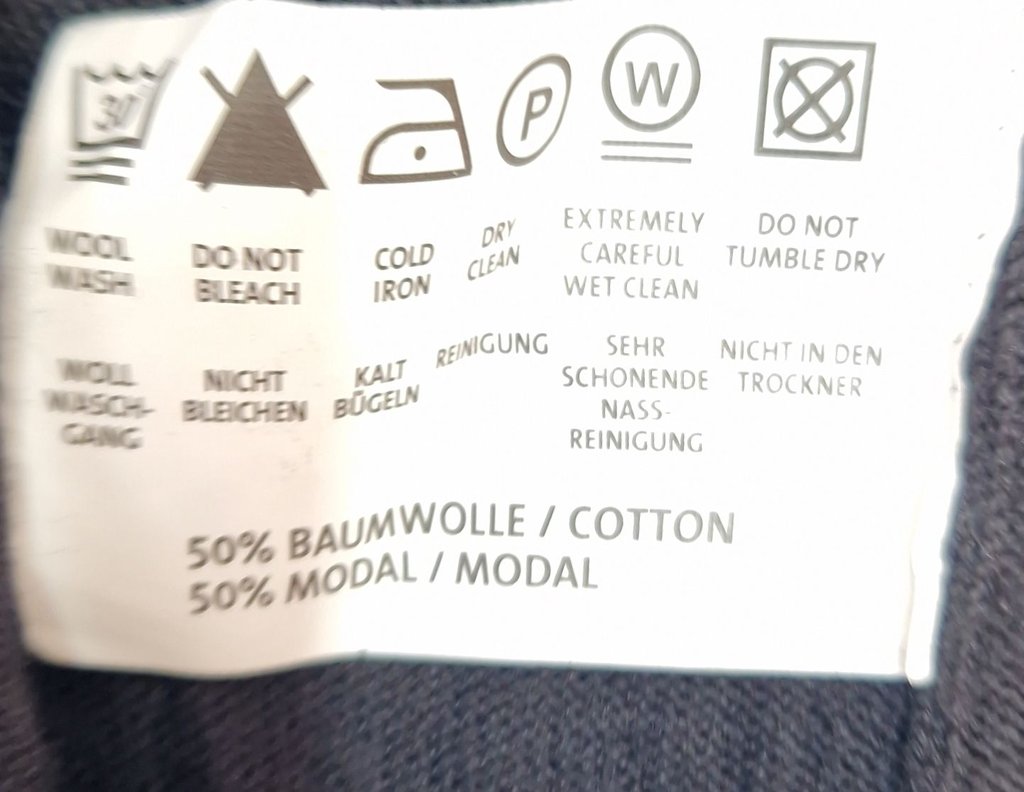 30
P
W
WOOL
WASH
DO NOT
BLEACH
COLD
IRON
DRY
CLEAN
EXTREMELY
CAREFUL
WET CLEAN
DO NOT
TUMBLE DRY
WOLL
WASCH-
GANG
NICHT
BLEICHEN
KALT
BÜGELN
REINIGUNG
SEHR
SCHONENDE
NASS-
REINIGUNG
NICHT IN DEN
TROCKNER
50% BAUMWOLLE / COTTON
50% MODAL / MODAL